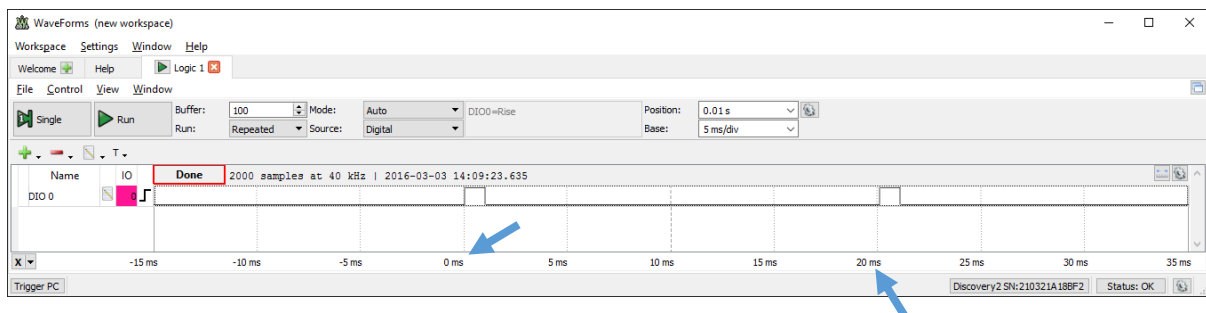 WaveForms (new workspace)
Workspace Settings Window Help
Welcome Help Logic 1
File Control View Window
Single Run Buffer: 100 Mode: Auto DIO0=Rise Position: 0.01 s
Run: Repeated Source: Digital Base: 5 ms/div
T
Name IO Done 2000 samples at 40 kHz | 2016-03-03 14:09:23.635
DIO 0 0
X -15 ms -10 ms -5 ms 0 ms 5 ms 10 ms 15 ms 20 ms 25 ms 30 ms 35 ms
Trigger PC Discovery2 SN:210321A18BF2 Status: OK